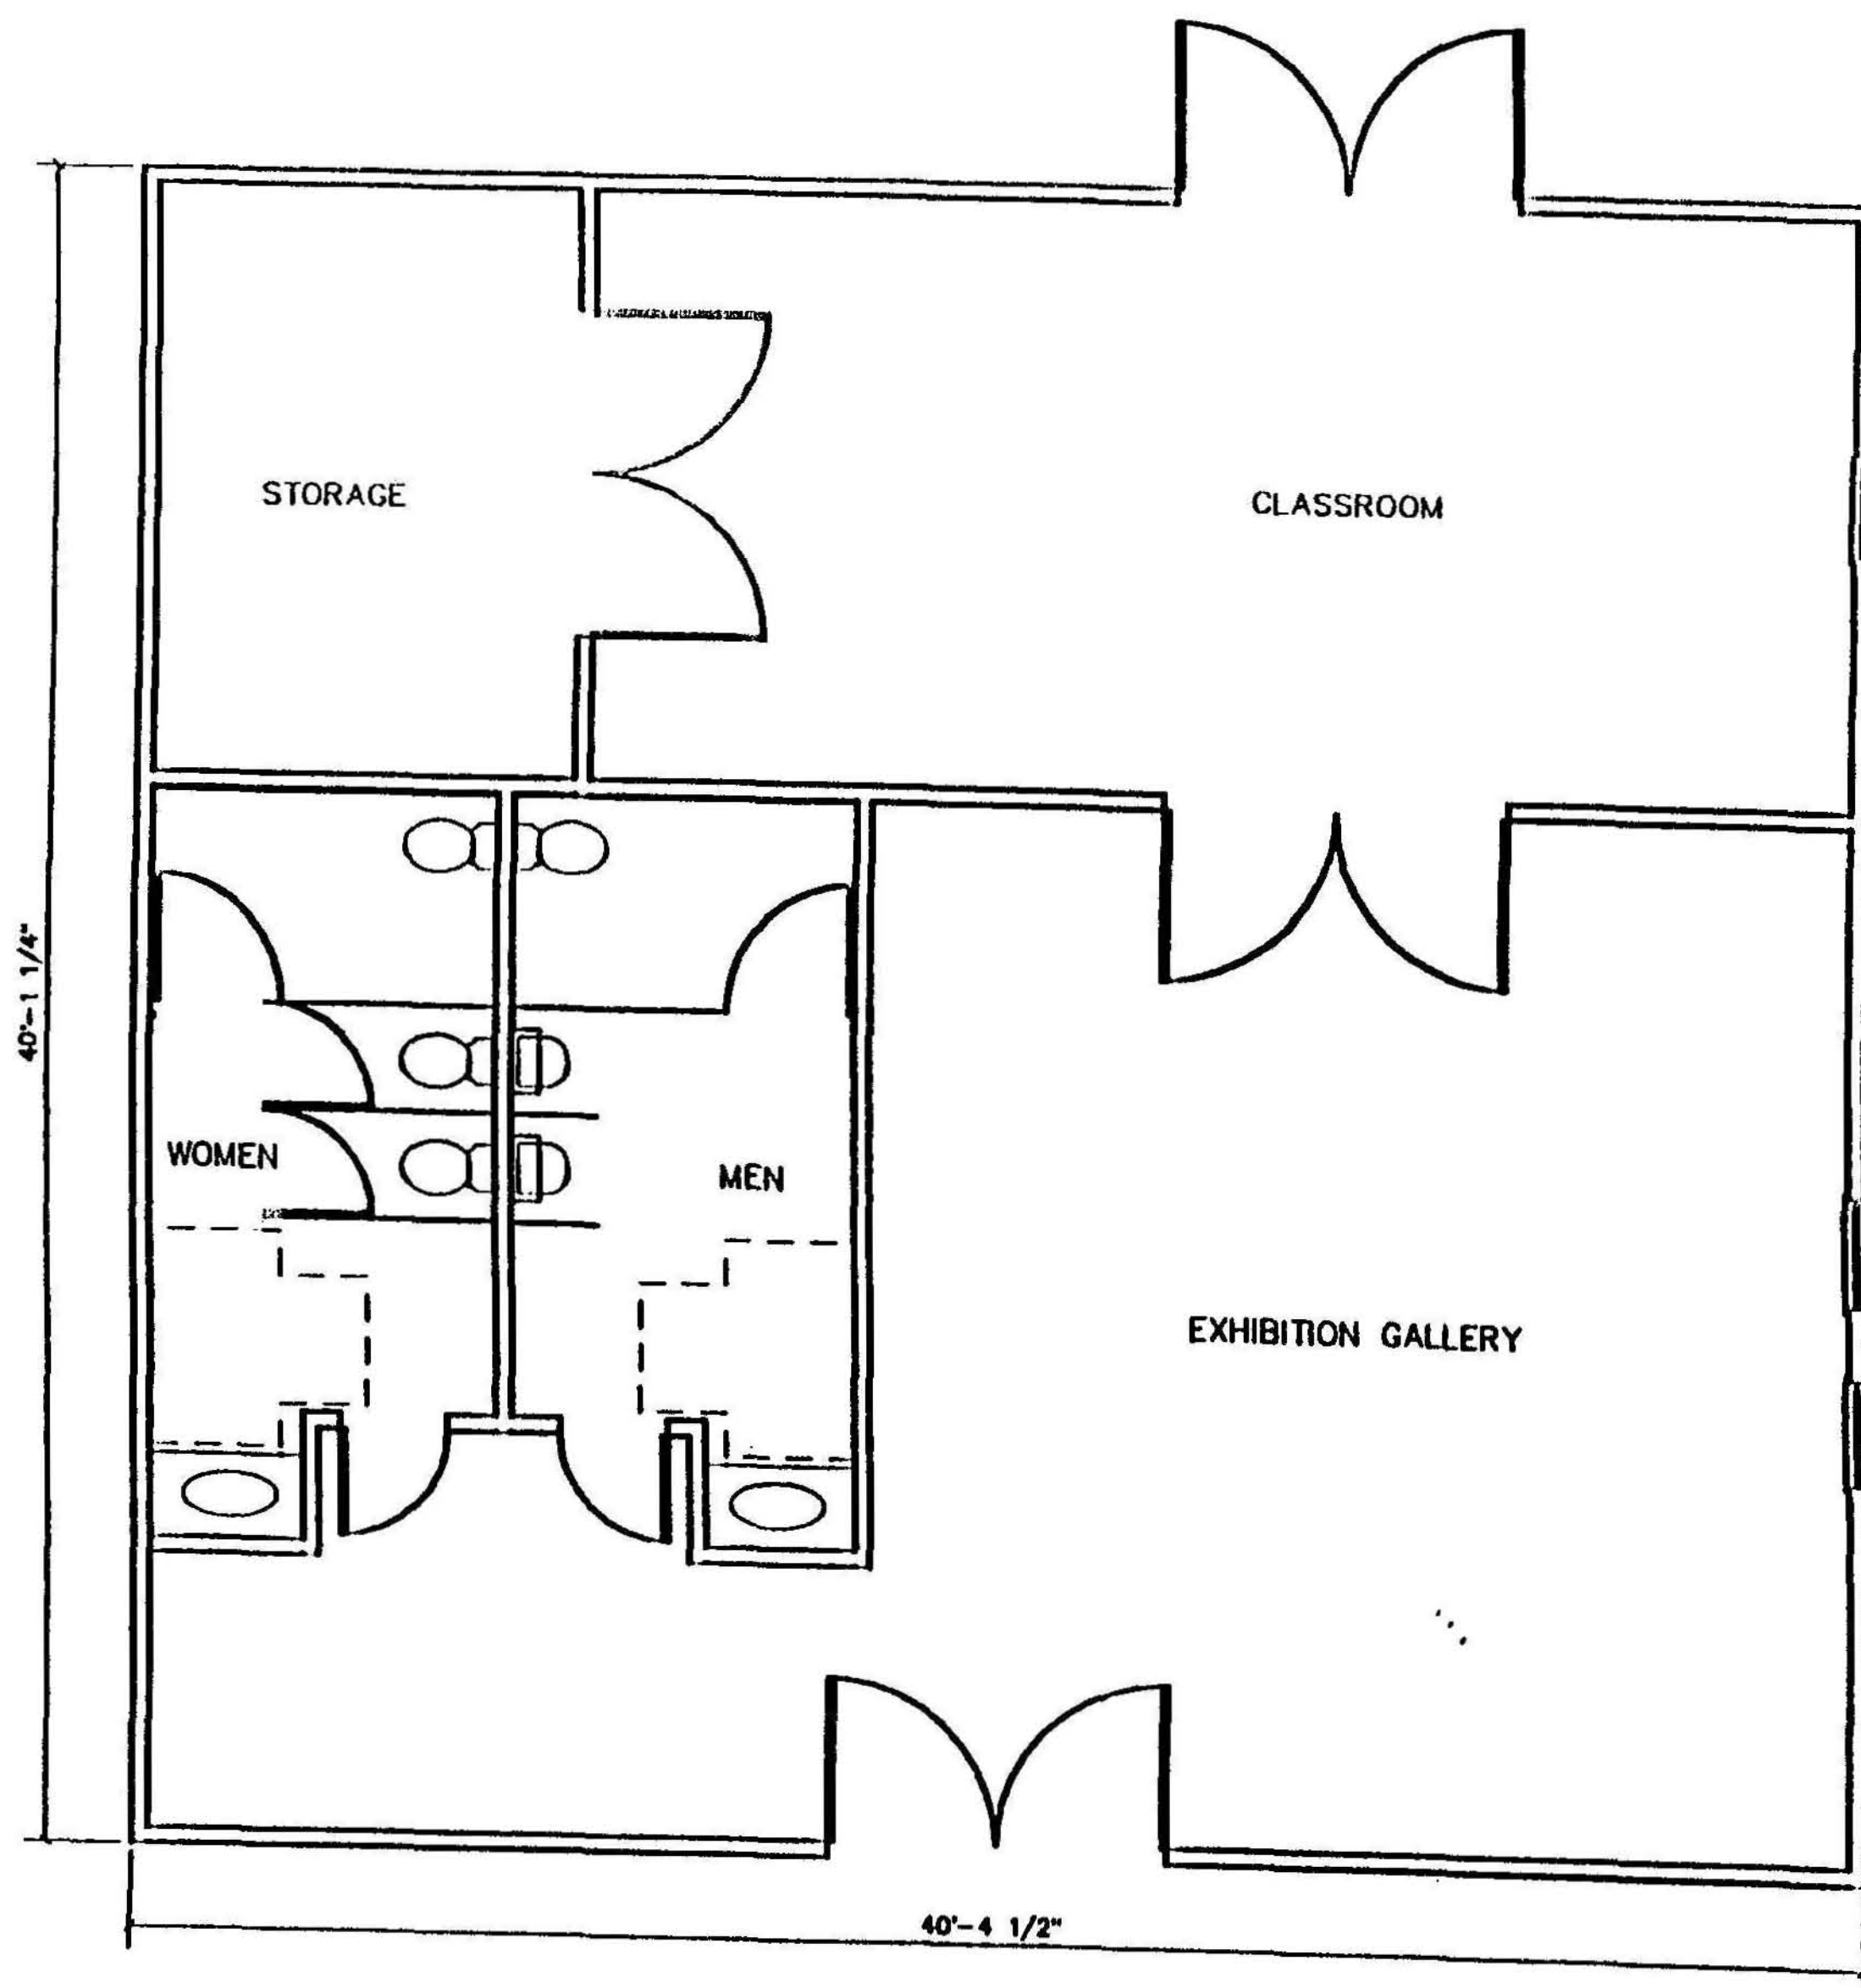 STORAGE
CLASSROOM
40'-1 1/4"
WOMEN
MEN
EXHIBITION GALLERY
40'-4 1/2"